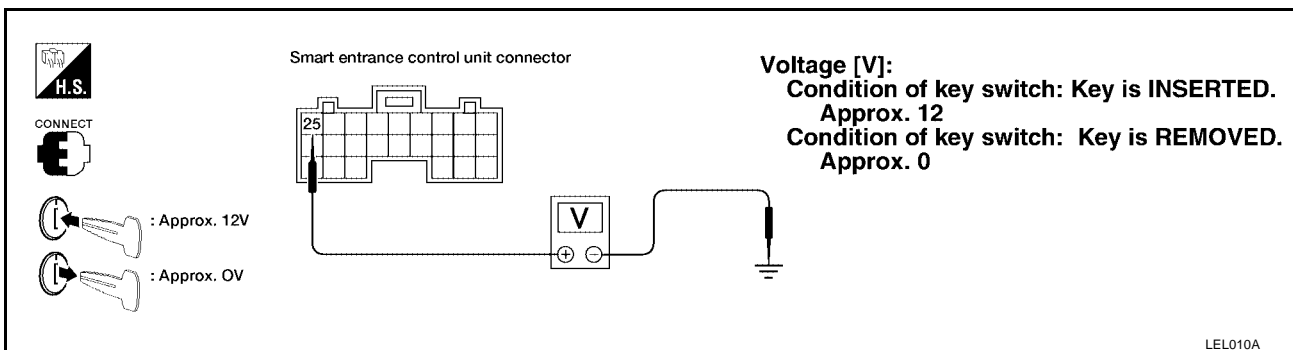 H.S.
CONNECT
: Approx. 12V
: Approx. OV
Smart entrance control unit connector
25
V
+ −
Voltage [V]:
Condition of key switch: Key is INSERTED.
Approx. 12
Condition of key switch: Key is REMOVED.
Approx. 0
LEL010A